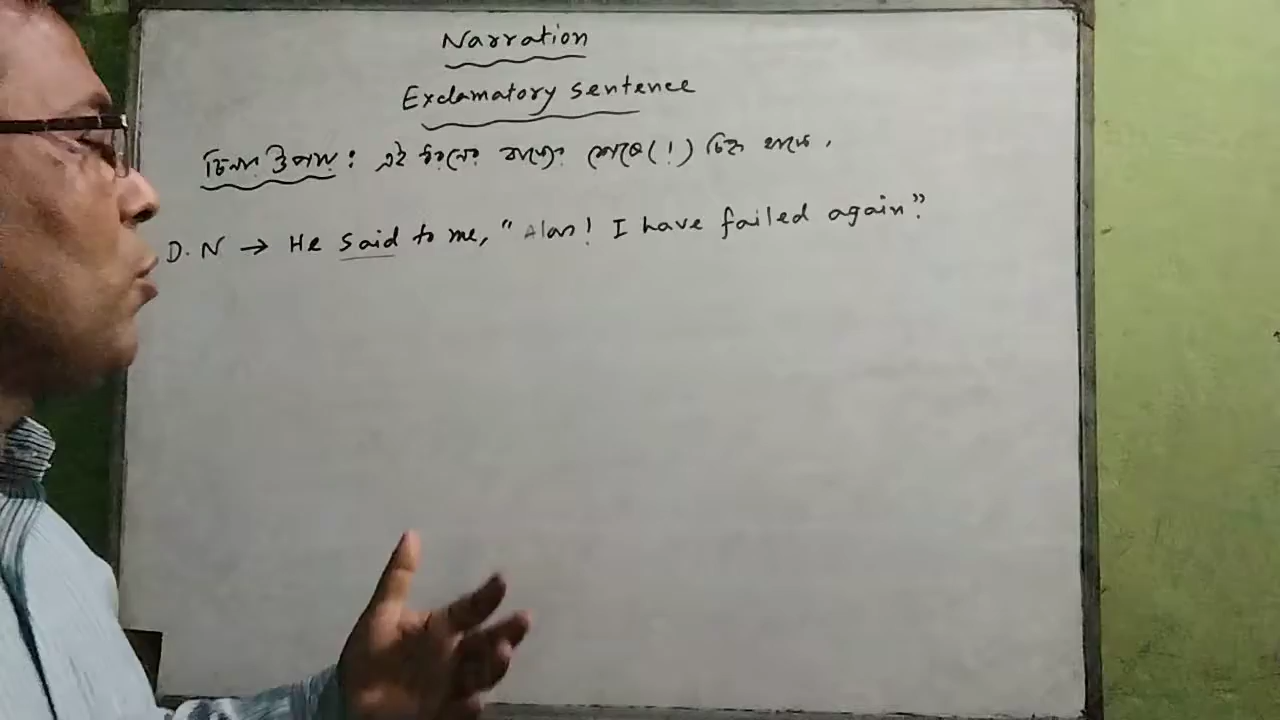 Narration
Exclamatory sentence
চিনার উপায় : এই ধরনের বাক্যের শেষে (!) চিহ্ন থাকে ,
D. N → He said to me, "Alas! I have failed again".